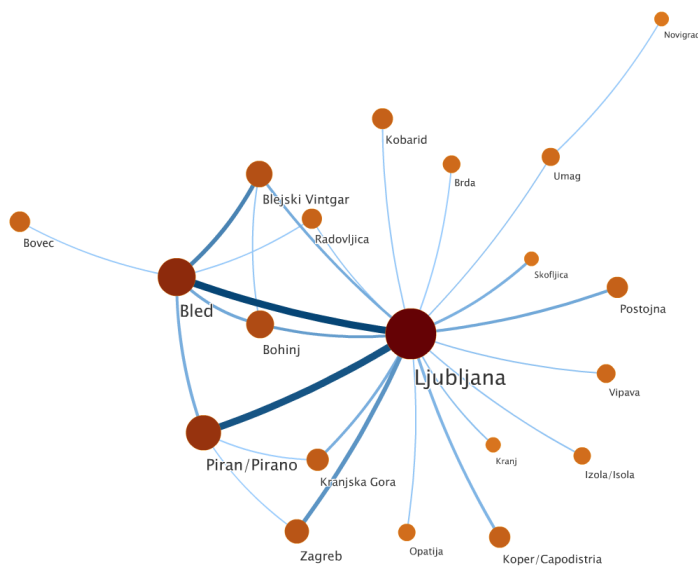 Novigrad
Kobarid
Umag
Brda
Blejski Vintgar
Radovljica
Bovec
Skofljica
Bled
Postojna
Bohinj
Ljubljana
Vipava
Piran/Pirano
Kranj
Izola/Isola
Kranjska Gora
Zagreb
Opatija
Koper/Capodistria